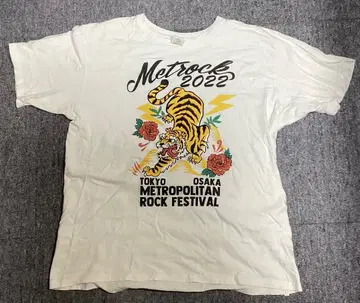 Metrock
2022
TOKYO OSAKA
METROPOLITAN
ROCK FESTIVAL